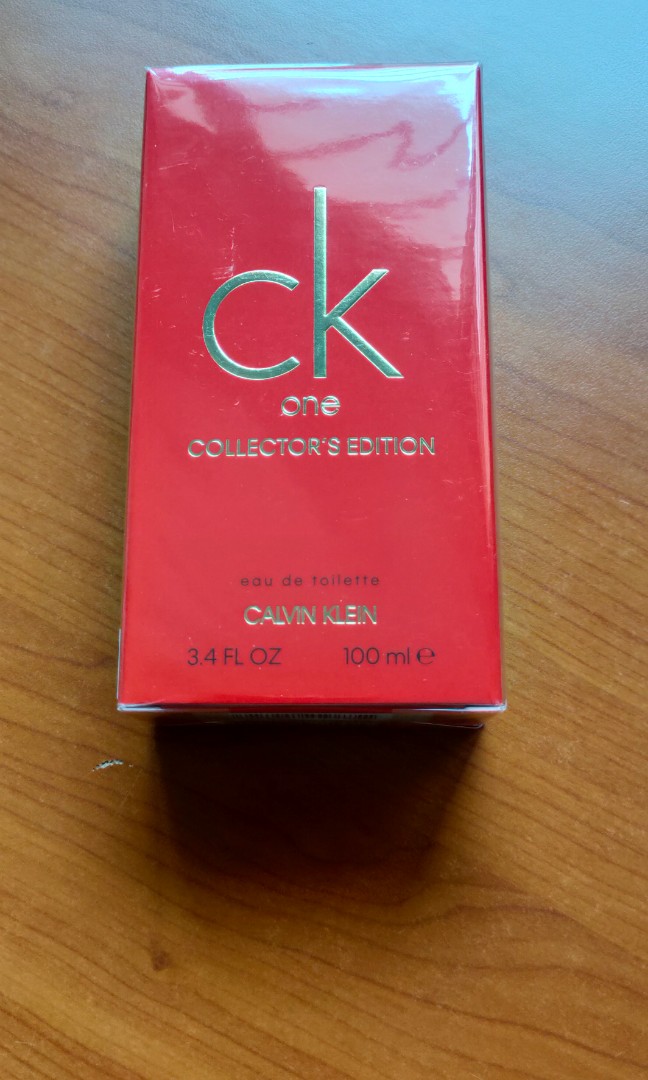 ck
one
COLLECTOR'S EDITION
eau de toilette
CALVIN KLEIN
3.4 FL OZ 100 ml ℮